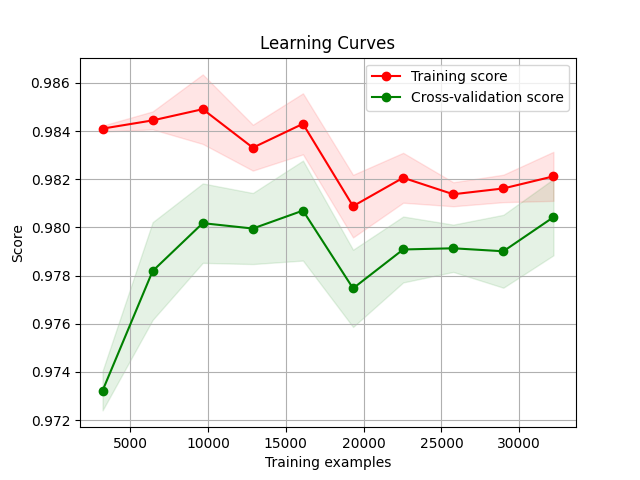 Learning Curves
Training score
Cross-validation score
0.986
0.984
0.982
0.980
0.978
0.976
0.974
0.972
Score
5000 10000 15000 20000 25000 30000
Training examples